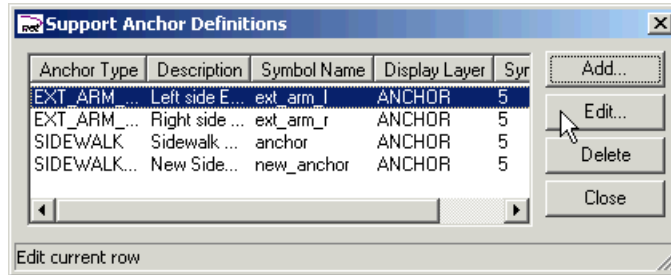 Support Anchor Definitions
Anchor Type Description Symbol Name Display Layer Syr
EXT_ARM_... Left side E... ext_arm_l ANCHOR 5
EXT_ARM_... Right side ... ext_arm_r ANCHOR 5
SIDEWALK Sidewalk ... anchor ANCHOR 5
SIDEWALK... New Side... new_anchor ANCHOR 5
Add...
Edit...
Delete
Close
Edit current row